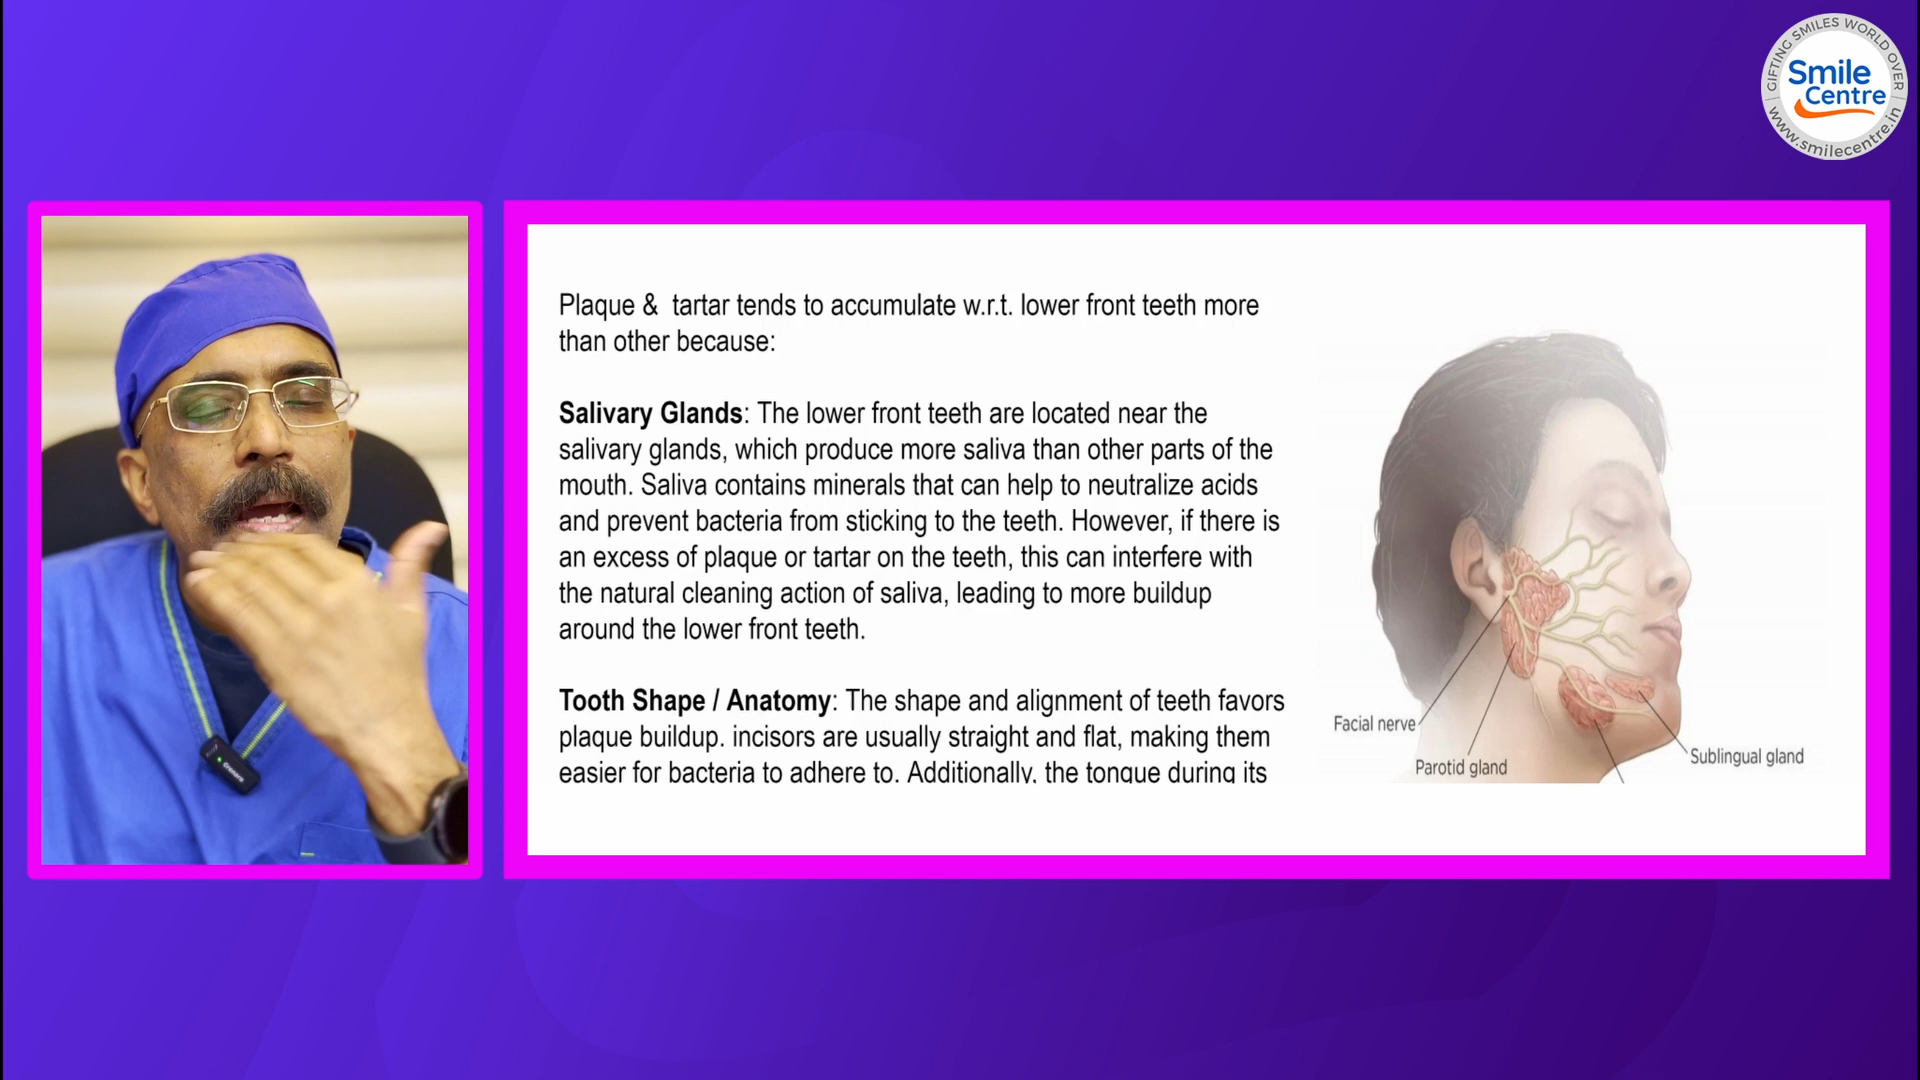 GIFTING SMILES WORLD OVER
Smile
Centre
www.smilecentre.in
Plaque &  tartar tends to accumulate w.r.t. lower front teeth more
than other because:
Salivary Glands: The lower front teeth are located near the
salivary glands, which produce more saliva than other parts of the
mouth. Saliva contains minerals that can help to neutralize acids
and prevent bacteria from sticking to the teeth. However, if there is
an excess of plaque or tartar on the teeth, this can interfere with
the natural cleaning action of saliva, leading to more buildup
around the lower front teeth.
Tooth Shape / Anatomy: The shape and alignment of teeth favors
plaque buildup. incisors are usually straight and flat, making them
easier for bacteria to adhere to. Additionally, the tongue during its
Facial nerve
Parotid gland
Sublingual gland